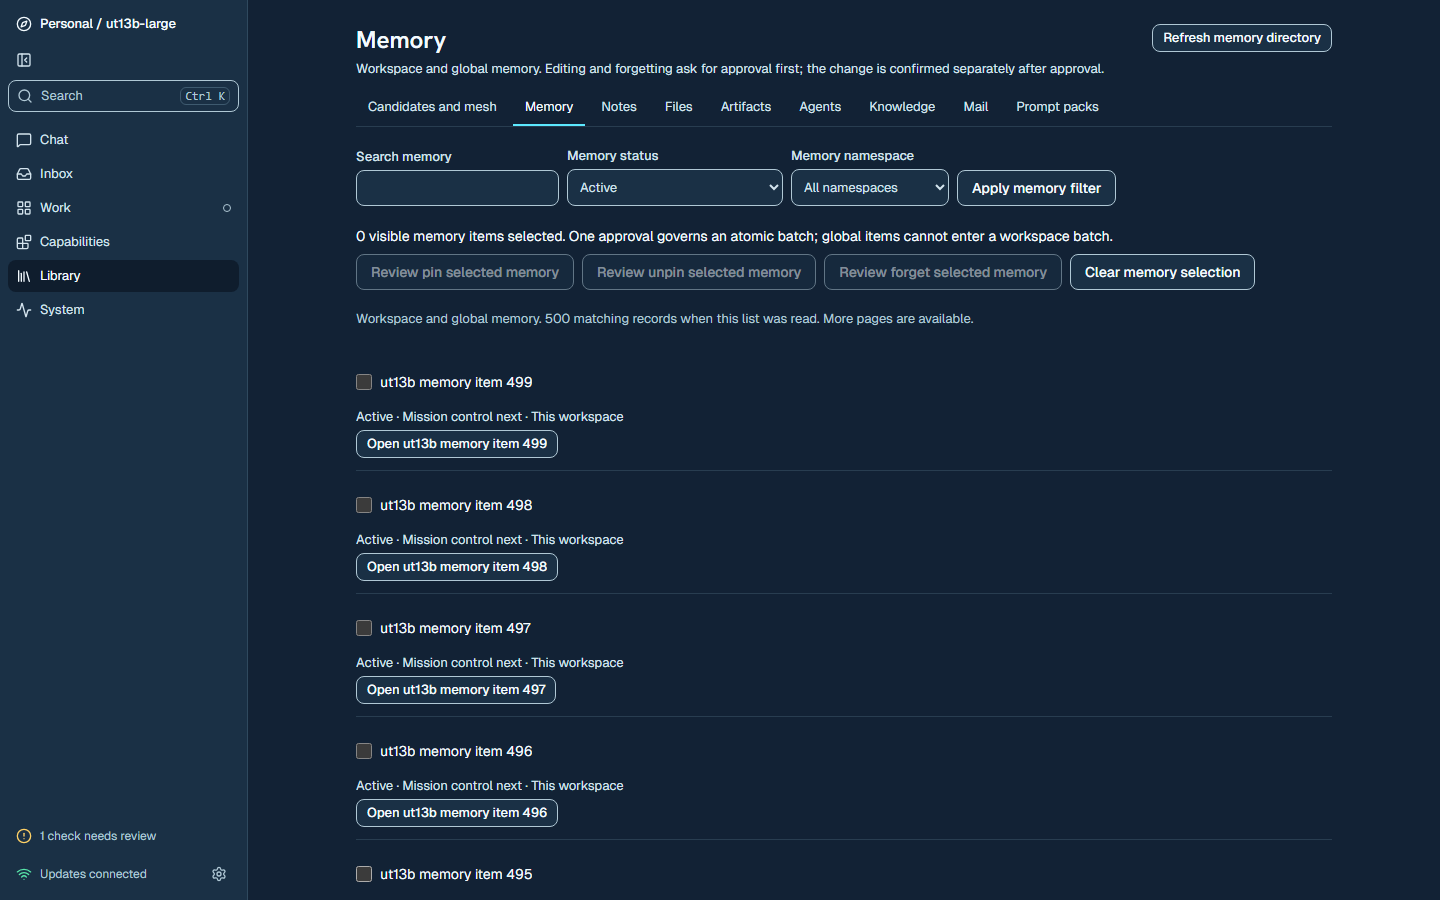 Personal / ut13b-large
Search Ctrl K
Chat
Inbox
Work
Capabilities
Library
System
1 check needs review
Updates connected
Memory
Refresh memory directory
Workspace and global memory. Editing and forgetting ask for approval first; the change is confirmed separately after approval.
Candidates and mesh Memory Notes Files Artifacts Agents Knowledge Mail Prompt packs
Search memory Memory status Memory namespace
Active All namespaces Apply memory filter
0 visible memory items selected. One approval governs an atomic batch; global items cannot enter a workspace batch.
Review pin selected memory Review unpin selected memory Review forget selected memory Clear memory selection
Workspace and global memory. 500 matching records when this list was read. More pages are available.
ut13b memory item 499
Active · Mission control next · This workspace
Open ut13b memory item 499
ut13b memory item 498
Active · Mission control next · This workspace
Open ut13b memory item 498
ut13b memory item 497
Active · Mission control next · This workspace
Open ut13b memory item 497
ut13b memory item 496
Active · Mission control next · This workspace
Open ut13b memory item 496
ut13b memory item 495